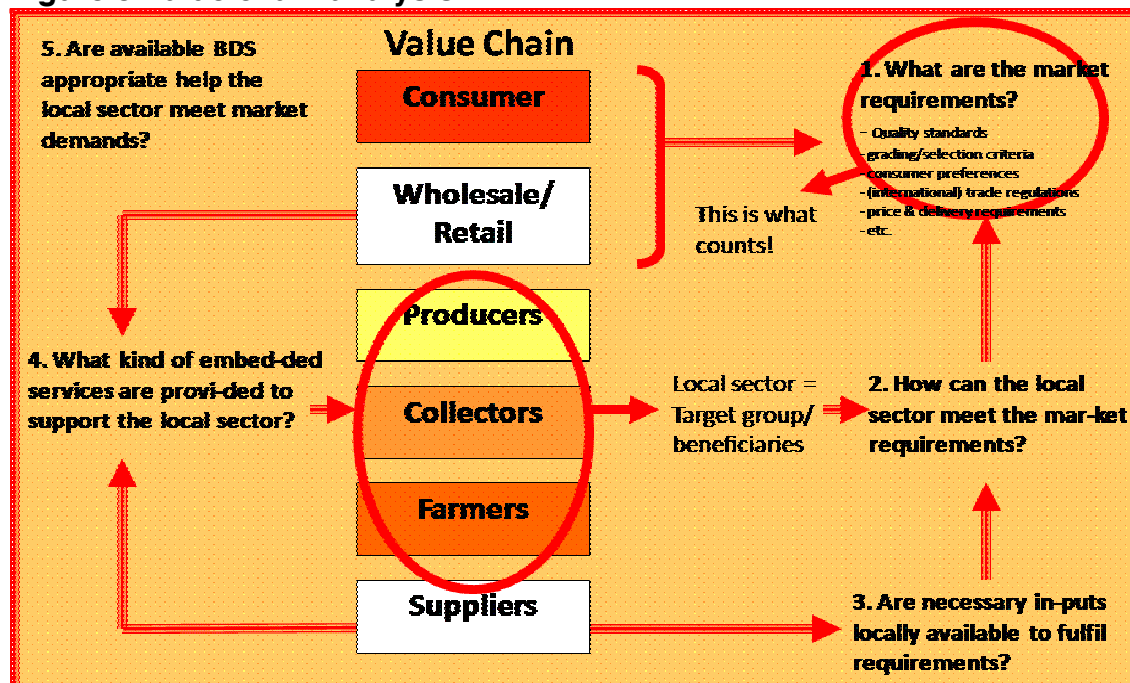 Figure Value chain analysis
5. Are available BDS
appropriate help the
local sector meet market
demands?
Value Chain
Consumer
Wholesale/
Retail
Producers
Collectors
Farmers
Suppliers
1. What are the market
requirements?
- Quality standards
-grading/selection criteria
-consumer preferences
-(international) trade regulations
-price & delivery requirements
-etc.
This is what
counts!
4. What kind of embed-ded
services are provi-ded to
support the local sector?
Local sector =
Target group/
beneficiaries
2. How can the local
sector meet the mar-ket
requirements?
3. Are necessary in-puts
locally available to fulfil
requirements?